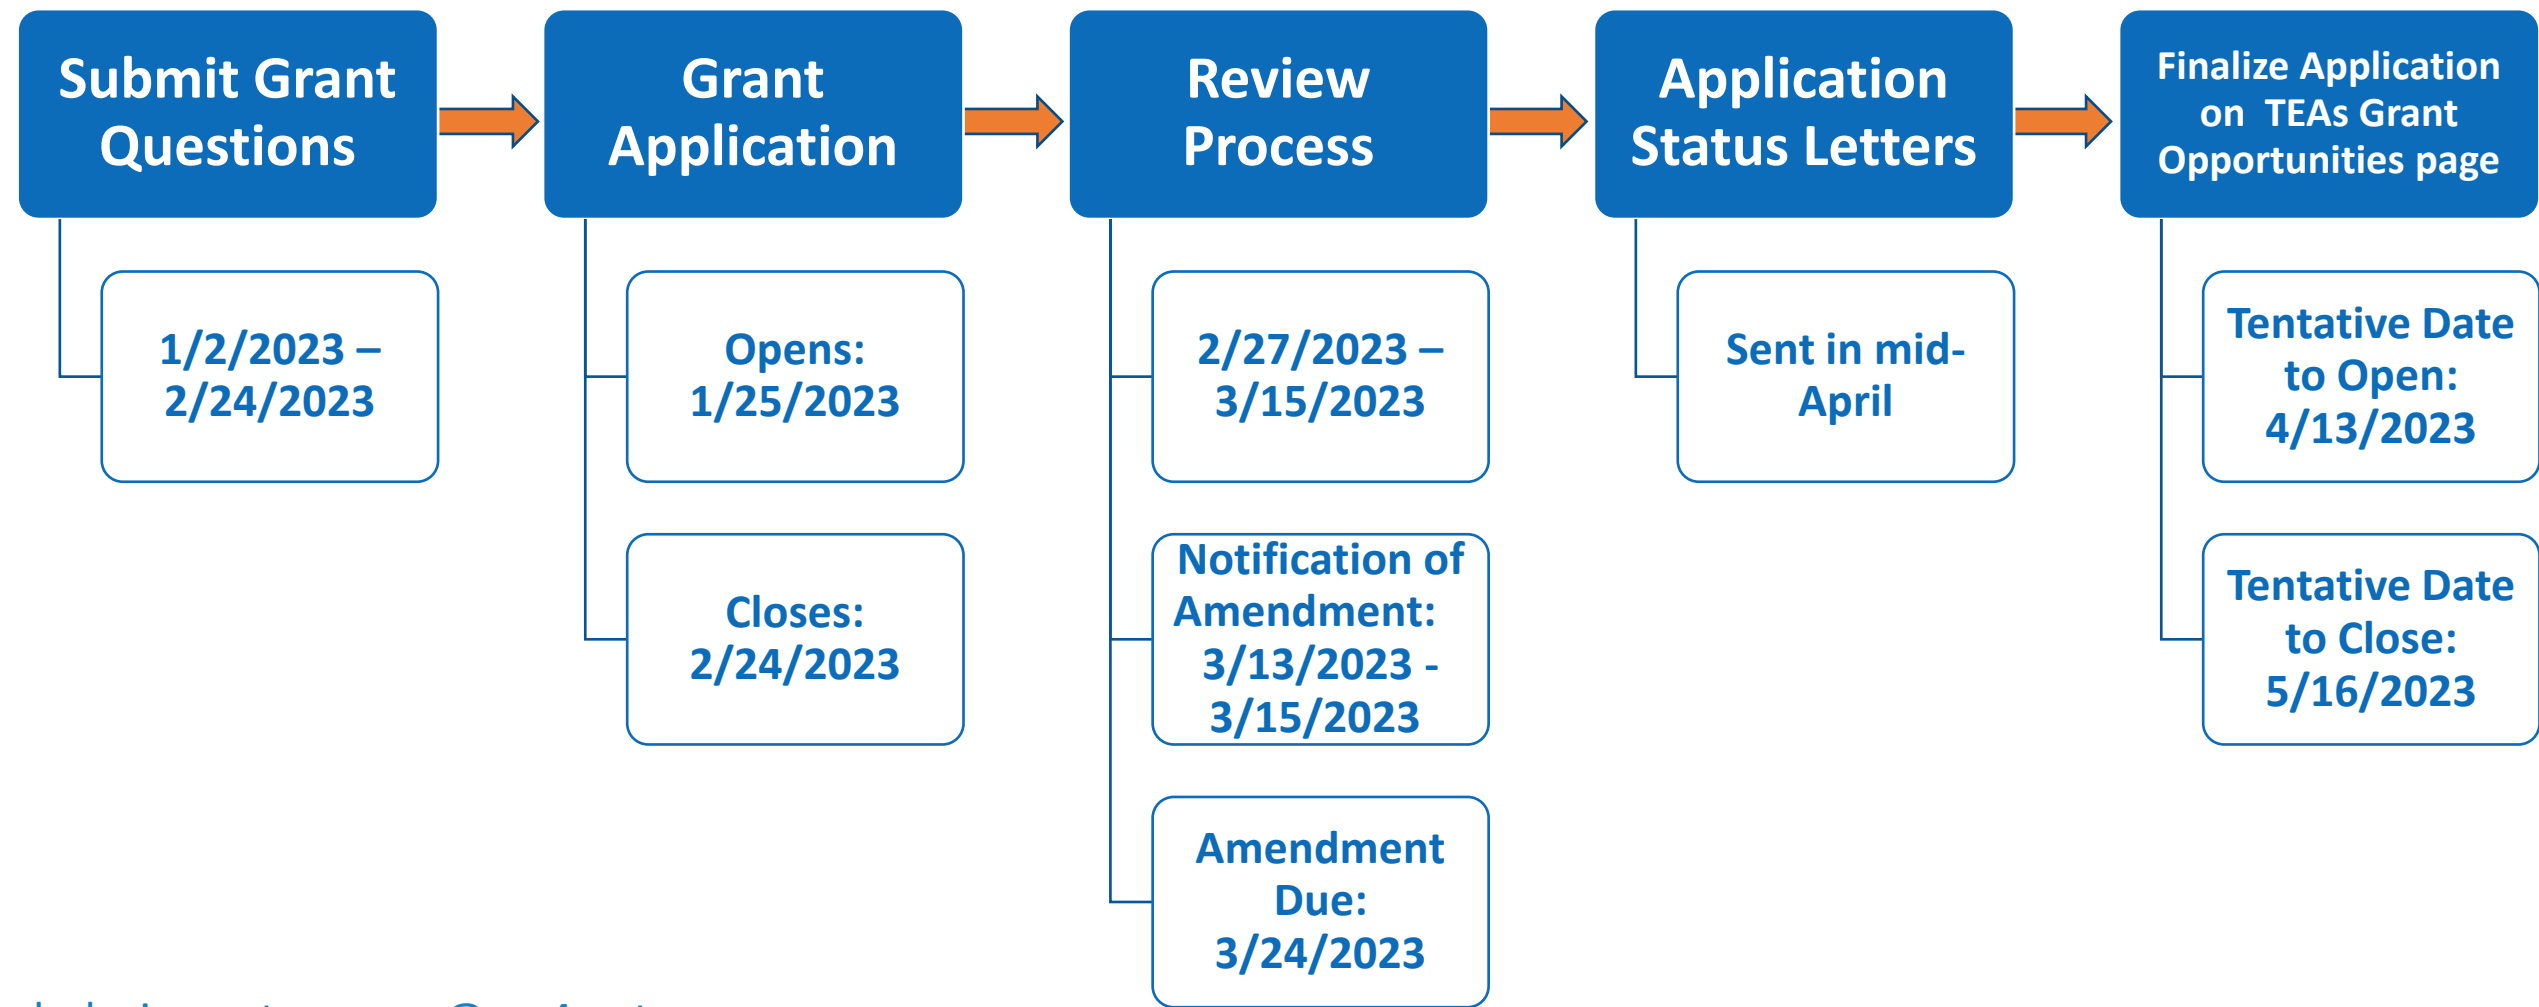 Submit Grant
Questions
1/2/2023 –
2/24/2023
Grant
Application
Opens:
1/25/2023
Closes:
2/24/2023
Review
Process
2/27/2023 –
3/15/2023
Notification of
Amendment:
3/13/2023 -
3/15/2023
Amendment
Due:
3/24/2023
Application
Status Letters
Sent in mid-
April
Finalize Application
on TEAs Grant
Opportunities page
Tentative Date
to Open:
4/13/2023
Tentative Date
to Close:
5/16/2023